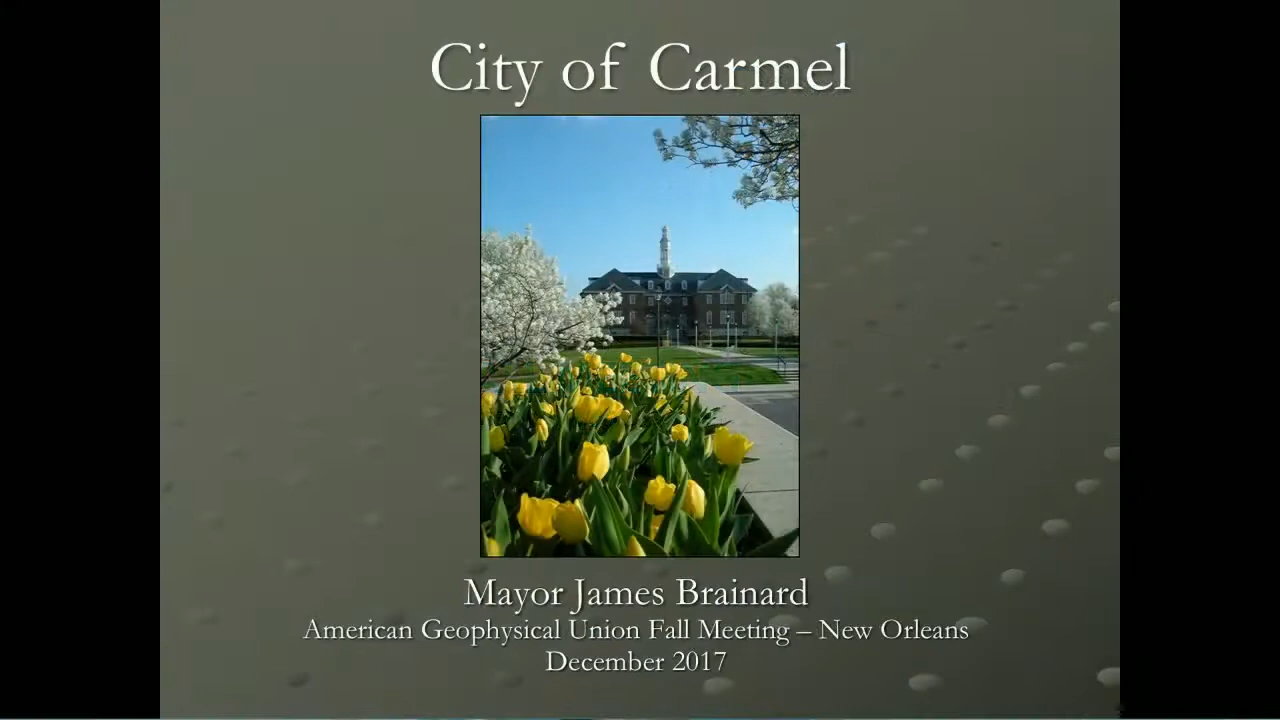 City of Carmel
Mayor James Brainard
American Geophysical Union Fall Meeting – New Orleans
December 2017